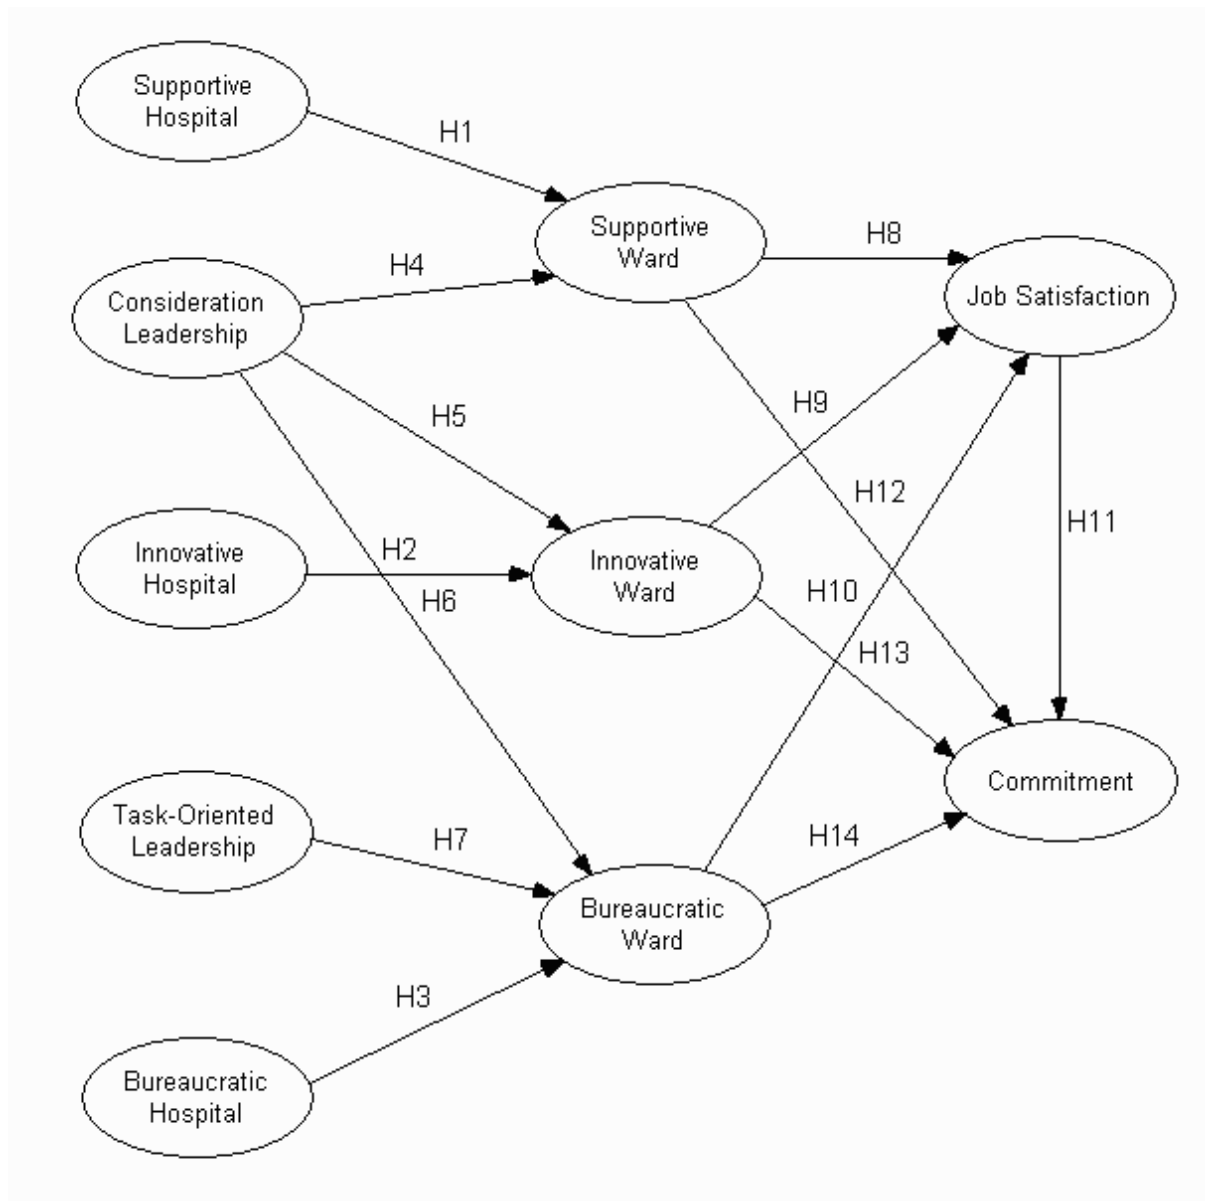 Supportive
Hospital
H1
Supportive
Ward
H8
H4
Consideration
Leadership
Job Satisfaction
H9
H5
H12
H11
Innovative
Hospital
H2
Innovative
Ward
H10
H6
H13
Task-Oriented
Leadership
Commitment
H7
H14
Bureaucratic
Ward
H3
Bureaucratic
Hospital